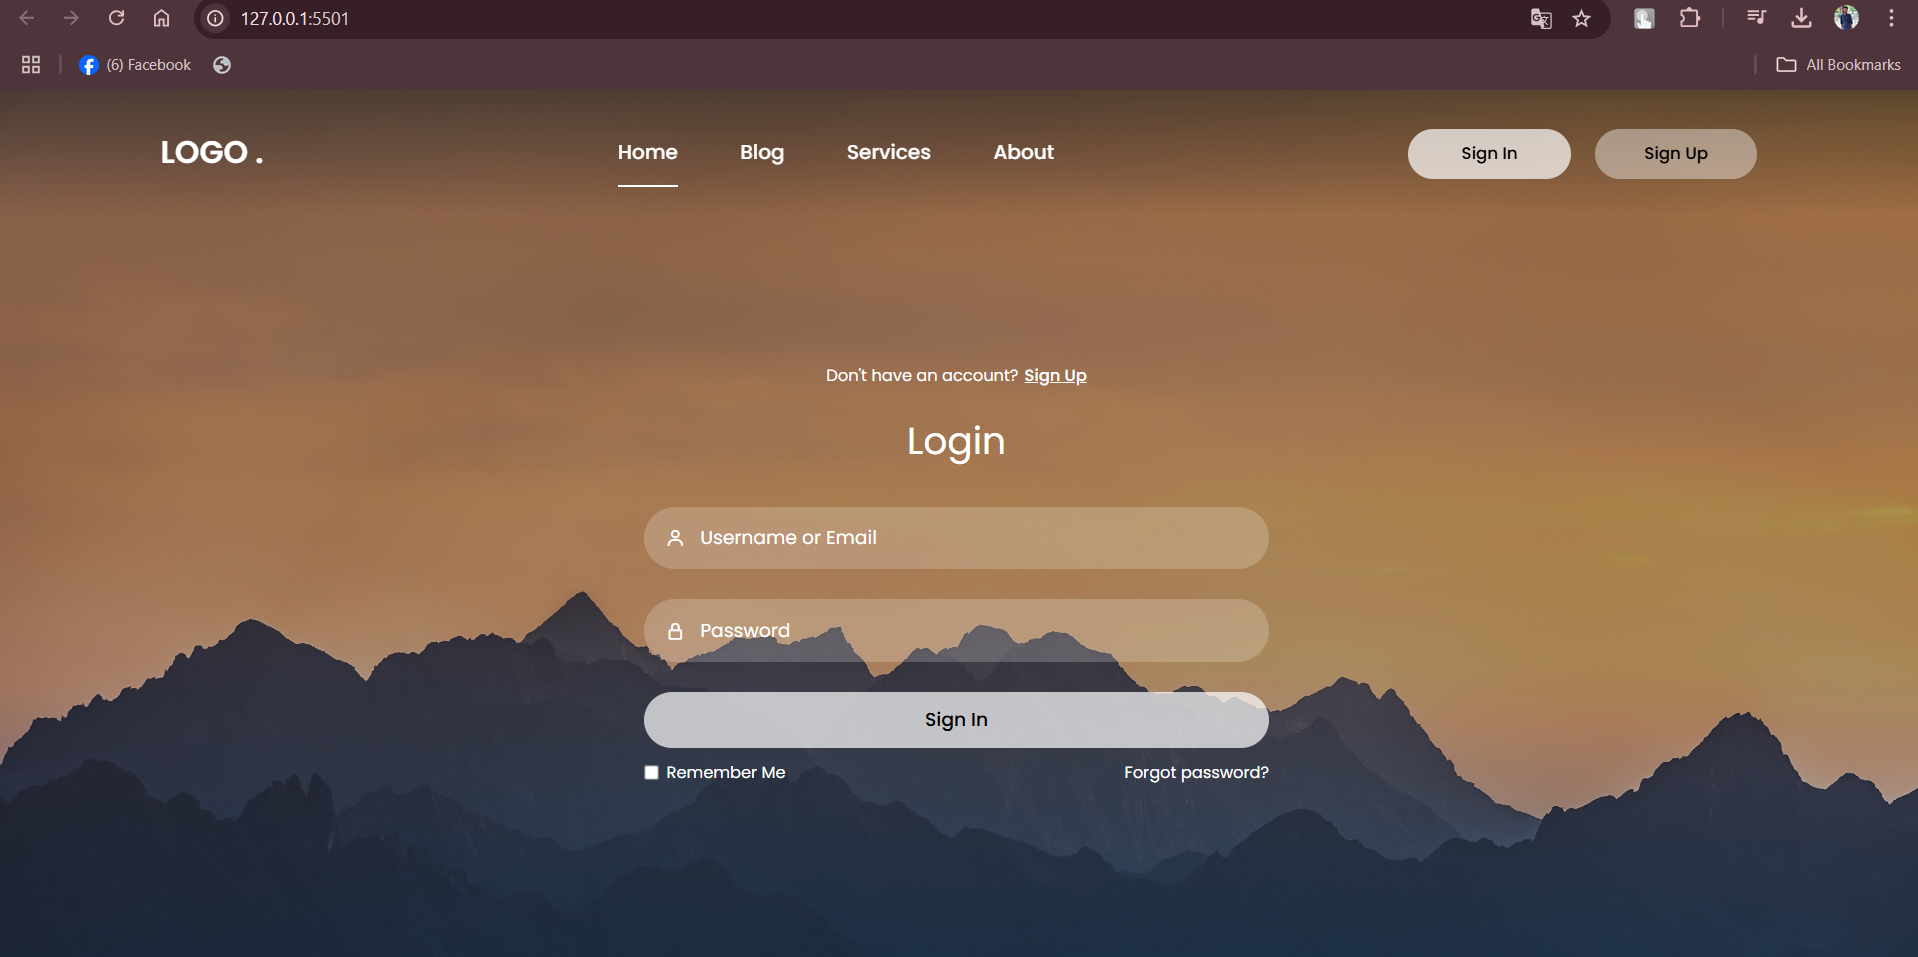 127.0.0.1:5501
(6) Facebook
All Bookmarks
LOGO .
Home Blog Services About
Sign In Sign Up
Don't have an account? Sign Up
Login
Username or Email
Password
Sign In
Remember Me Forgot password?